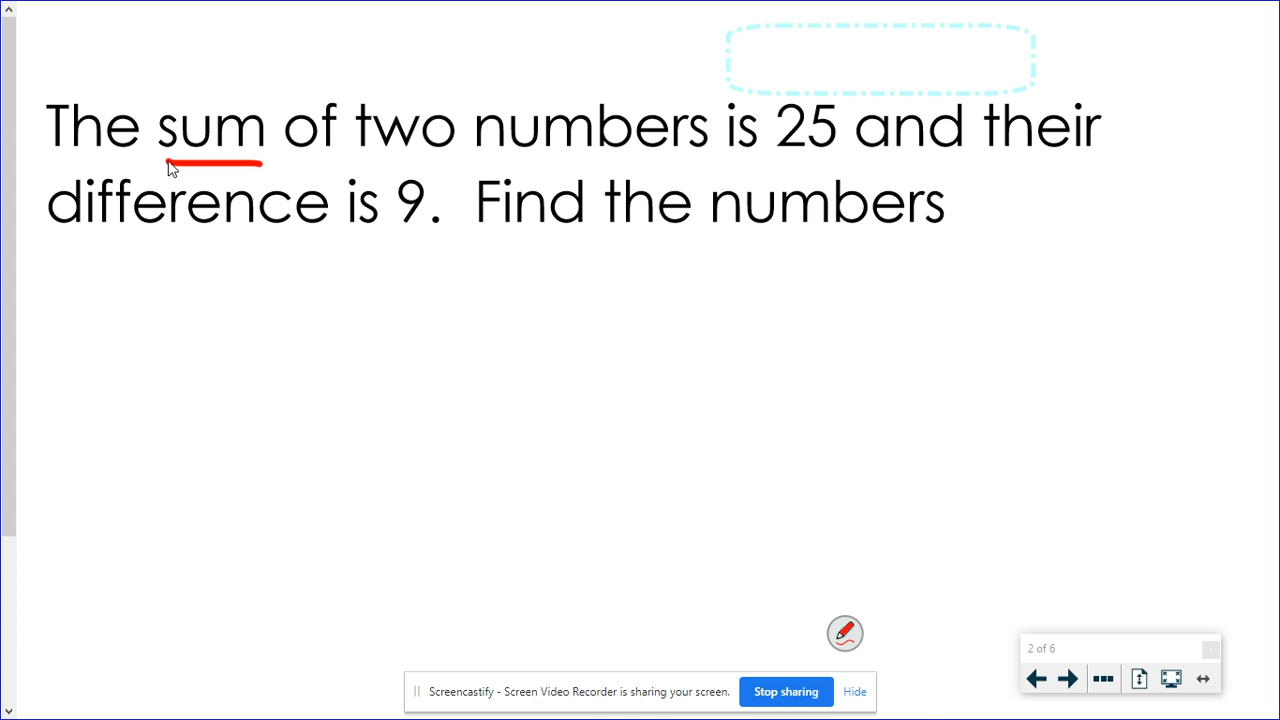 The sum of two numbers is 25 and their
difference is 9.  Find the numbers
2 of 6
Screencastify - Screen Video Recorder is sharing your screen.
Stop sharing
Hide